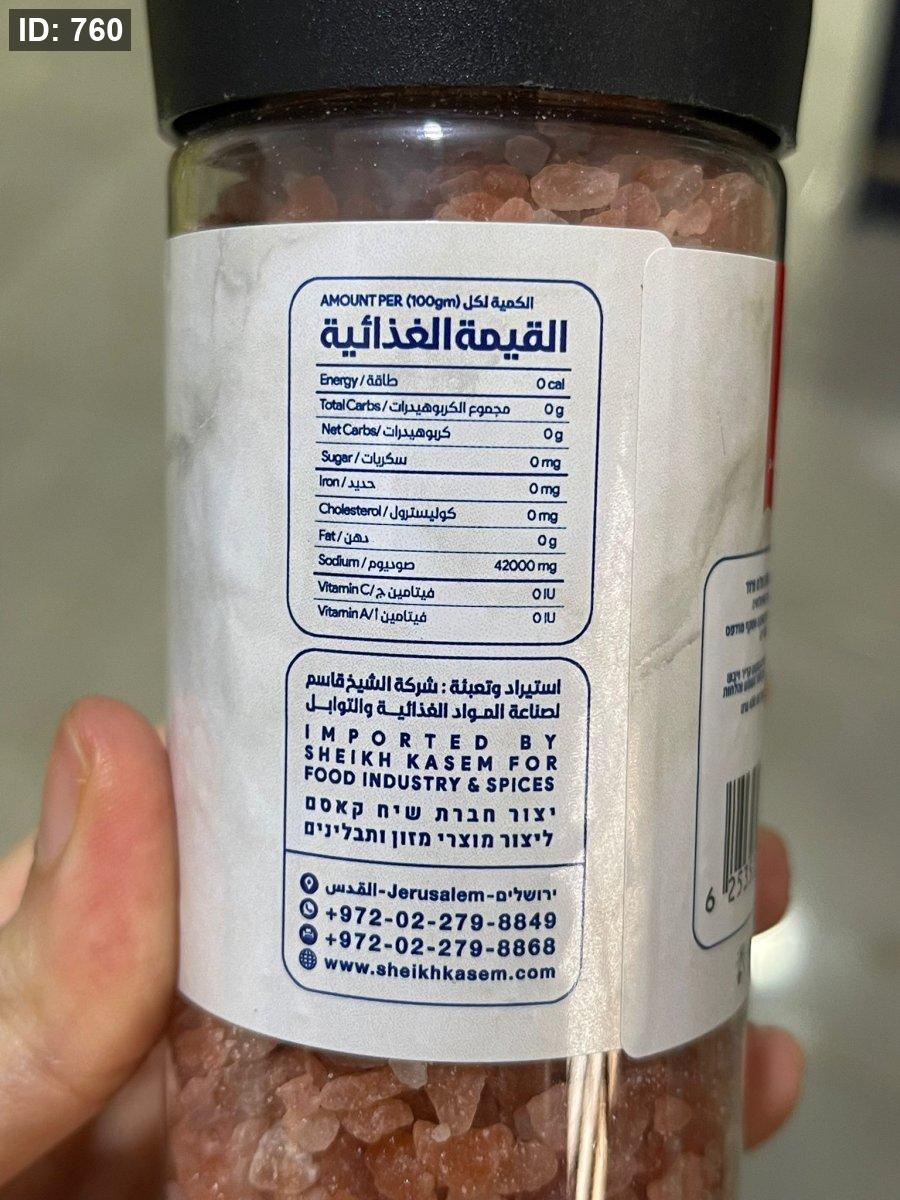 ID: 760
AMOUNT PER (100gm) الكمية لكل
القيمة الغذائية
Energy / طاقة 0 cal
Total Carbs / مجموع الكربوهيدرات 0 g
Net Carbs/ كربوهيدرات 0 g
Sugar / سكريات 0 mg
Iron / حديد 0 mg
Cholesterol / كوليسترول 0 mg
Fat / دهن 0 g
Sodium / صوديوم 42000 mg
Vitamin C/ فيتامين ج 0 IU
Vitamin A/ فيتامين أ 0 IU
استيراد وتعبئة : شركة الشيخ قاسم
لصناعة المواد الغذائية والتوابل
IMPORTED BY
SHEIKH KASEM FOR
FOOD INDUSTRY & SPICES
יצור חברת שיח קאסם
ליצור מוצרי מזון ותבלינים
ירושלים-Jerusalem-القدس
+972-02-279-8849
+972-02-279-8868
www.sheikhkasem.com
מודפס
6 253